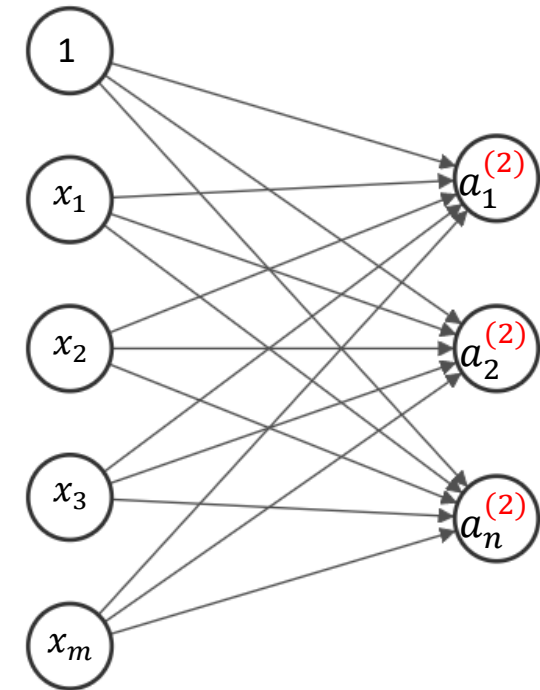 1
x₁
x₂
x₃
xₘ
a₁⁽²⁾
a₂⁽²⁾
aₙ⁽²⁾